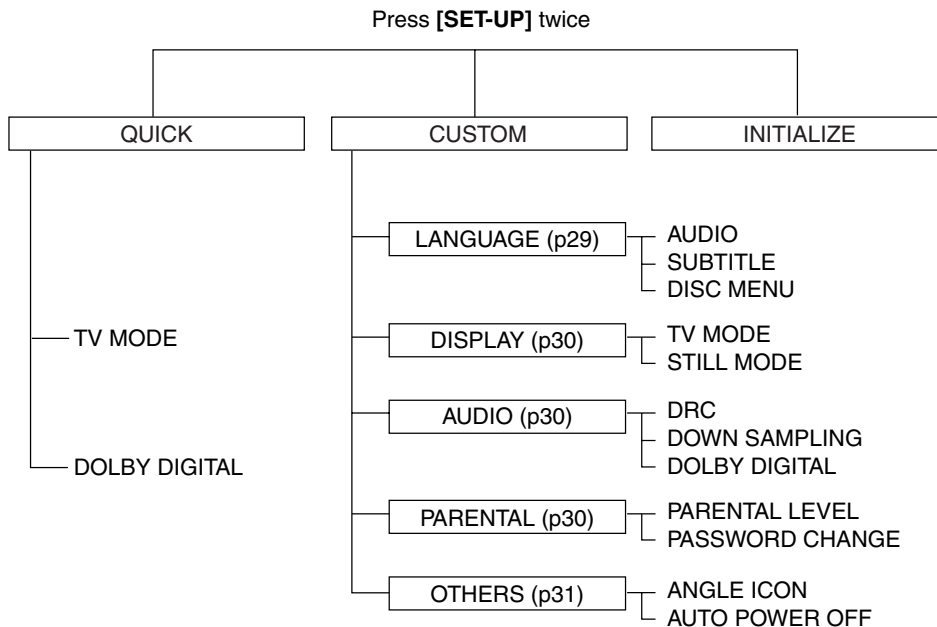 Press [SET-UP] twice
QUICK
CUSTOM
INITIALIZE
TV MODE
DOLBY DIGITAL
LANGUAGE (p29)
AUDIO
SUBTITLE
DISC MENU
DISPLAY (p30)
TV MODE
STILL MODE
AUDIO (p30)
DRC
DOWN SAMPLING
DOLBY DIGITAL
PARENTAL (p30)
PARENTAL LEVEL
PASSWORD CHANGE
OTHERS (p31)
ANGLE ICON
AUTO POWER OFF